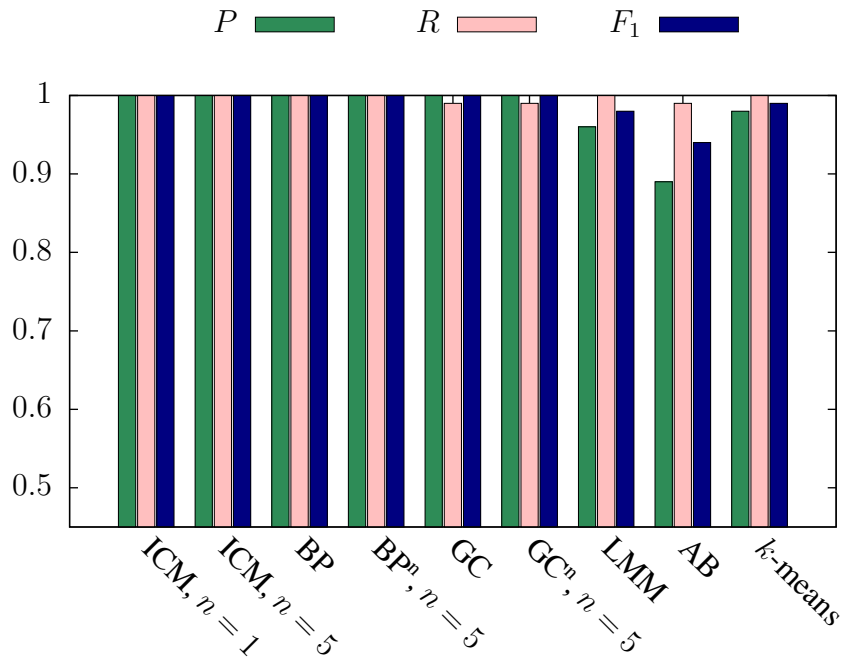 P R F₁
1
0.9
0.8
0.7
0.6
0.5
ICM, n = 1
ICM, n = 5
BP
BPⁿ, n = 5
GC
GCⁿ, n = 5
LMM
AB
k-means